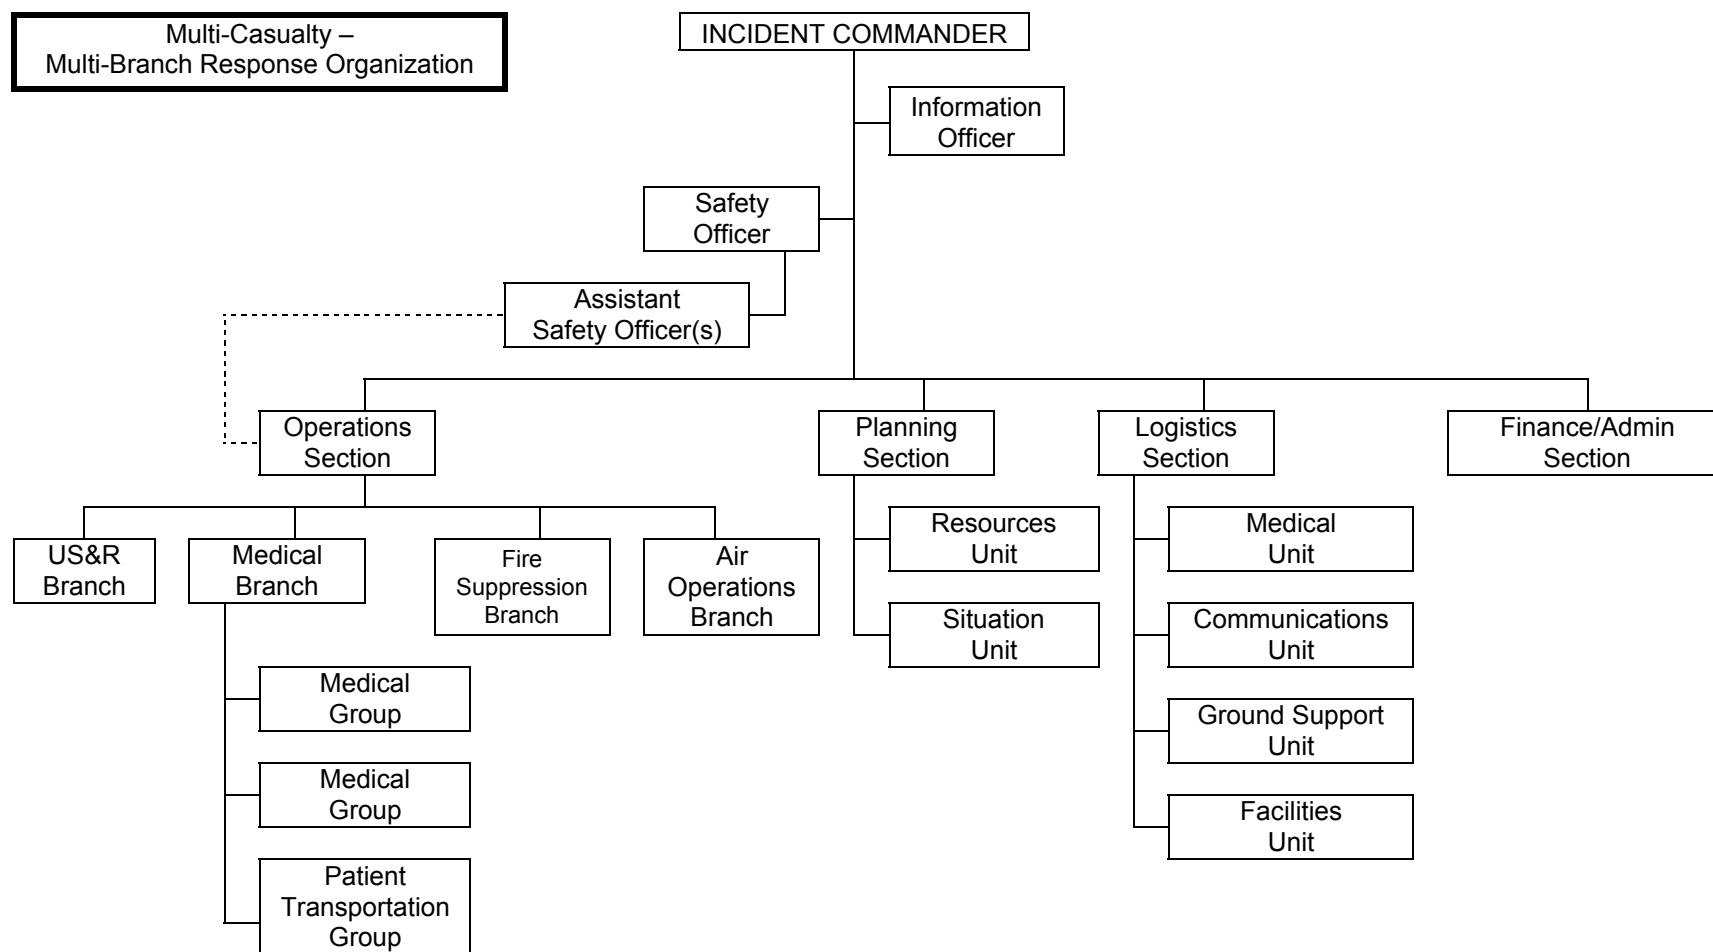 Multi-Casualty –
Multi-Branch Response Organization
INCIDENT COMMANDER
Information
Officer
Safety
Officer
Assistant
Safety Officer(s)
Operations
Section
Planning
Section
Logistics
Section
Finance/Admin
Section
US&R
Branch
Medical
Branch
Fire
Suppression
Branch
Air
Operations
Branch
Medical
Group
Medical
Group
Patient
Transportation
Group
Resources
Unit
Situation
Unit
Medical
Unit
Communications
Unit
Ground Support
Unit
Facilities
Unit